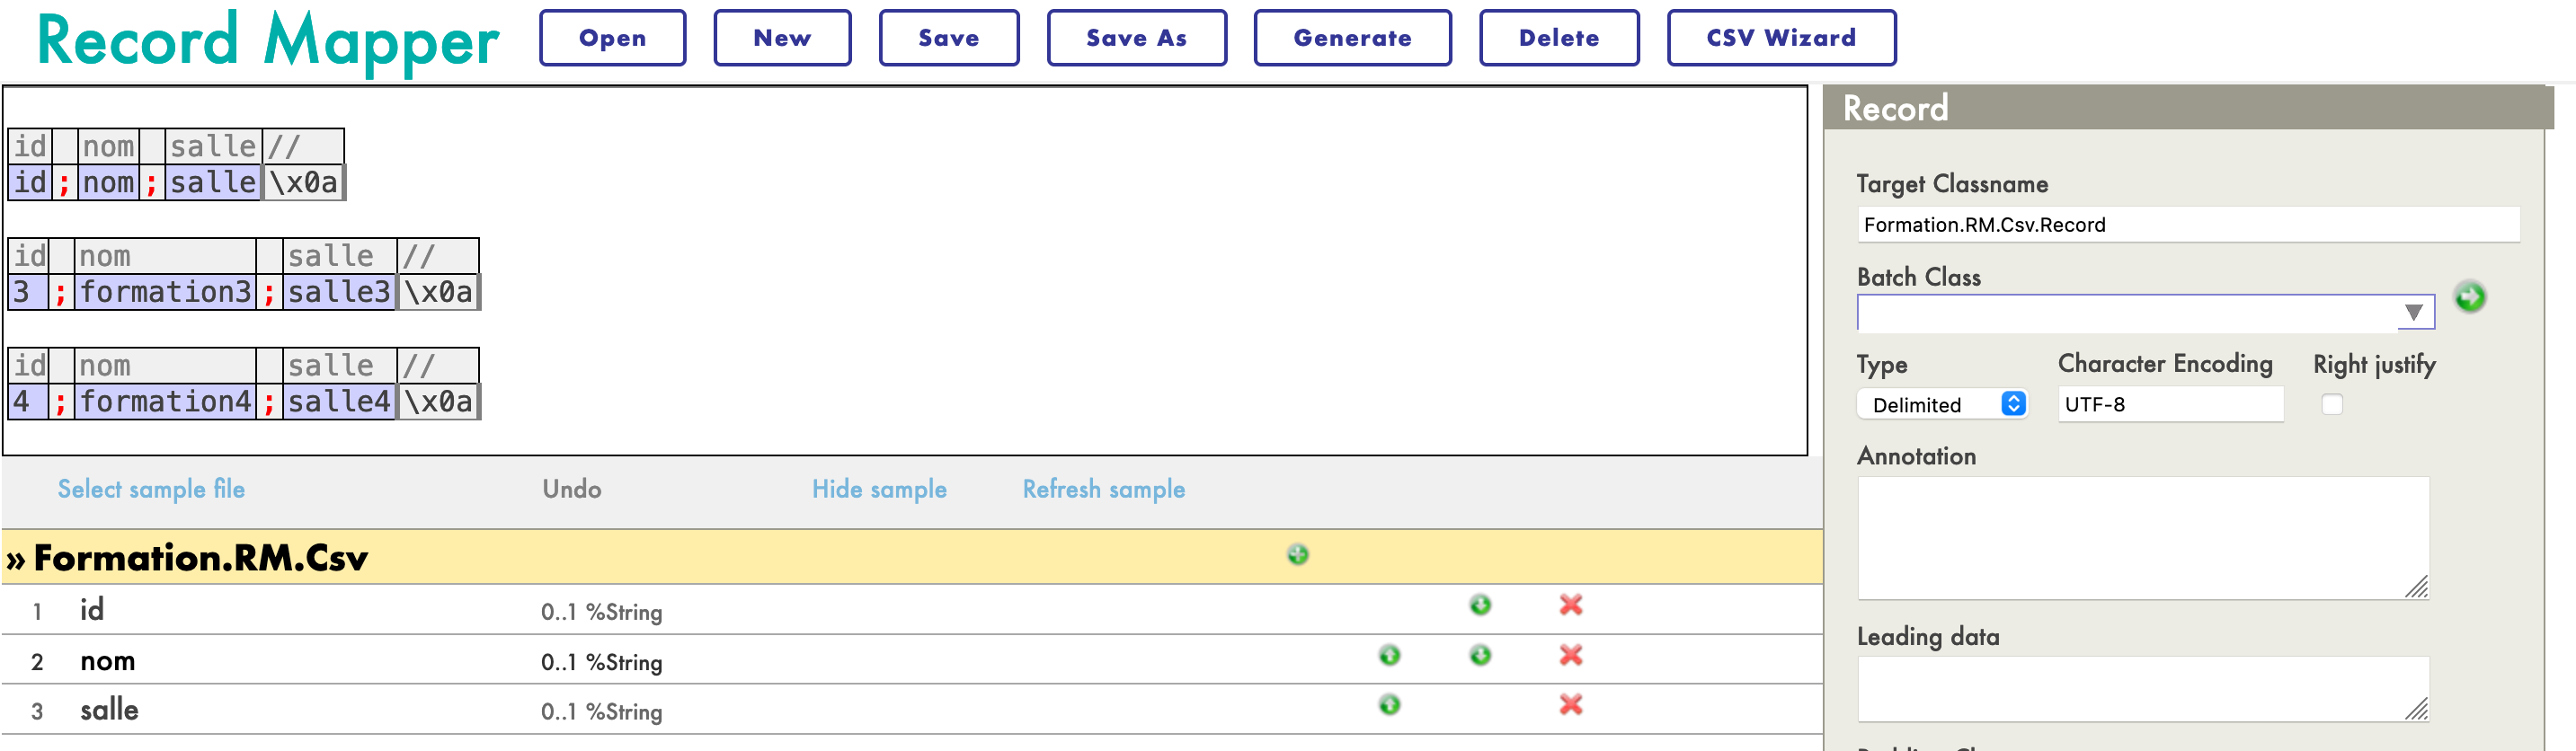 Record Mapper Open New Save Save As Generate Delete CSV Wizard
id nom salle //
id ; nom ; salle \x0a
id nom salle //
3 ; formation3 ; salle3 \x0a
id nom salle //
4 ; formation4 ; salle4 \x0a
Select sample file Undo Hide sample Refresh sample
» Formation.RM.Csv
1 id 0..1 %String
2 nom 0..1 %String
3 salle 0..1 %String
Record
Target Classname
Formation.RM.Csv.Record
Batch Class
Type Character Encoding Right justify
Delimited UTF-8
Annotation
Leading data